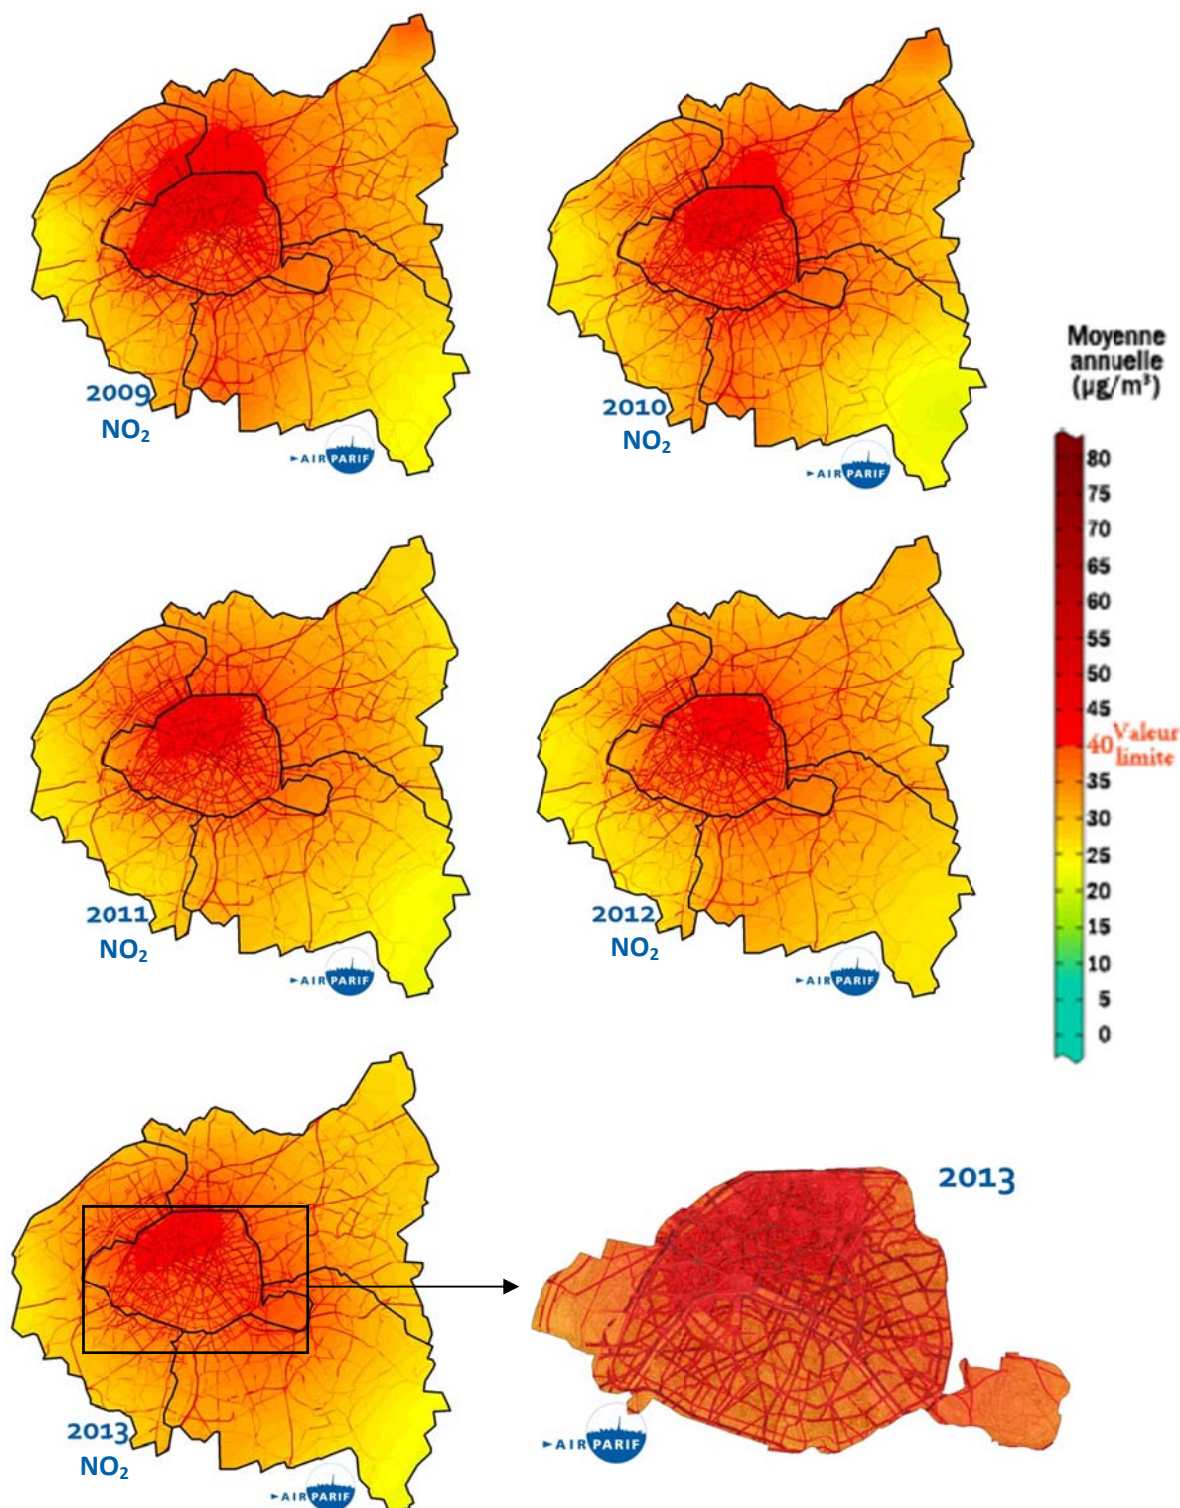 2009
NO₂
►AIRPARIF
2010
NO₂
►AIRPARIF
Moyenne
annuelle
(µg/m³)
80
75
70
65
60
55
50
45
40 Valeur
limite
35
30
25
20
15
10
5
0
2011
NO₂
►AIRPARIF
2012
NO₂
►AIRPARIF
2013
NO₂
►AIRPARIF
2013
►AIRPARIF